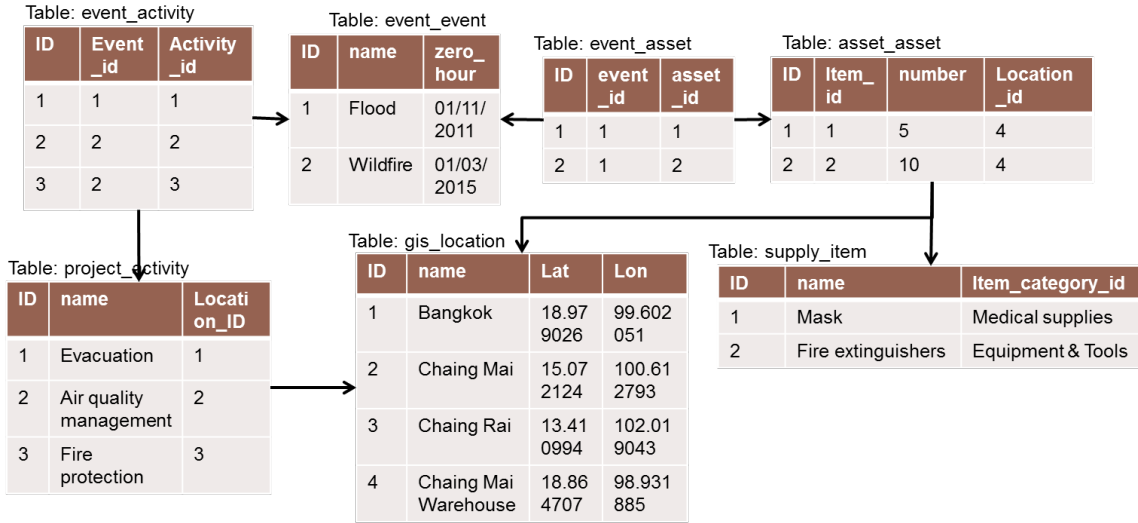 Table: event_activity
ID Event _id Activity _id
1 1 1
2 2 2
3 2 3
Table: event_event
ID name zero_ hour
1 Flood 01/11/ 2011
2 Wildfire 01/03/ 2015
Table: event_asset
ID event _id asset _id
1 1 1
2 1 2
Table: asset_asset
ID Item_ id number Location _id
1 1 5 4
2 2 10 4
Table: project_activity
ID name Locati on_ID
1 Evacuation 1
2 Air quality management 2
3 Fire protection 3
Table: gis_location
ID name Lat Lon
1 Bangkok 18.97 9026 99.602 051
2 Chaing Mai 15.07 2124 100.61 2793
3 Chaing Rai 13.41 0994 102.01 9043
4 Chaing Mai Warehouse 18.86 4707 98.931 885
Table: supply_item
ID name Item_category_id
1 Mask Medical supplies
2 Fire extinguishers Equipment & Tools